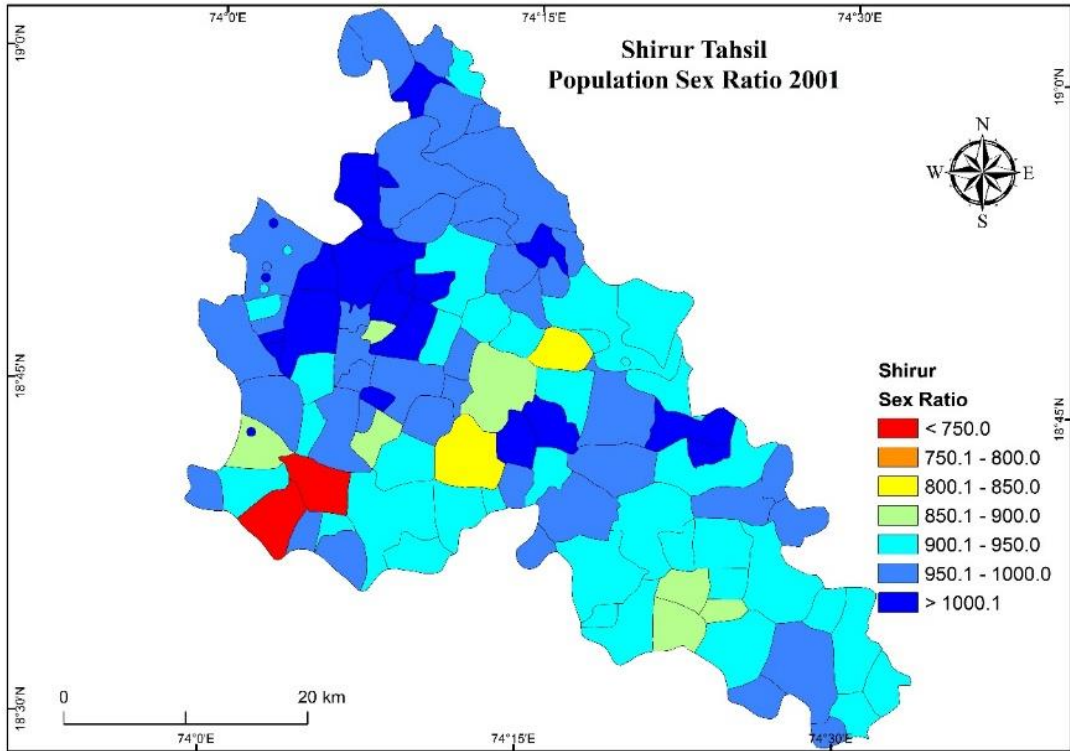 74°0'E
74°15'E
74°30'E
19°0'N
19°0'N
Shirur Tahsil
Population Sex Ratio 2001
N
W
E
S
18°45'N
18°45'N
Shirur
Sex Ratio
< 750.0
750.1 - 800.0
800.1 - 850.0
850.1 - 900.0
900.1 - 950.0
950.1 - 1000.0
> 1000.1
0
20 km
18°30'N
18°30'N
74°0'E
74°15'E
74°30'E